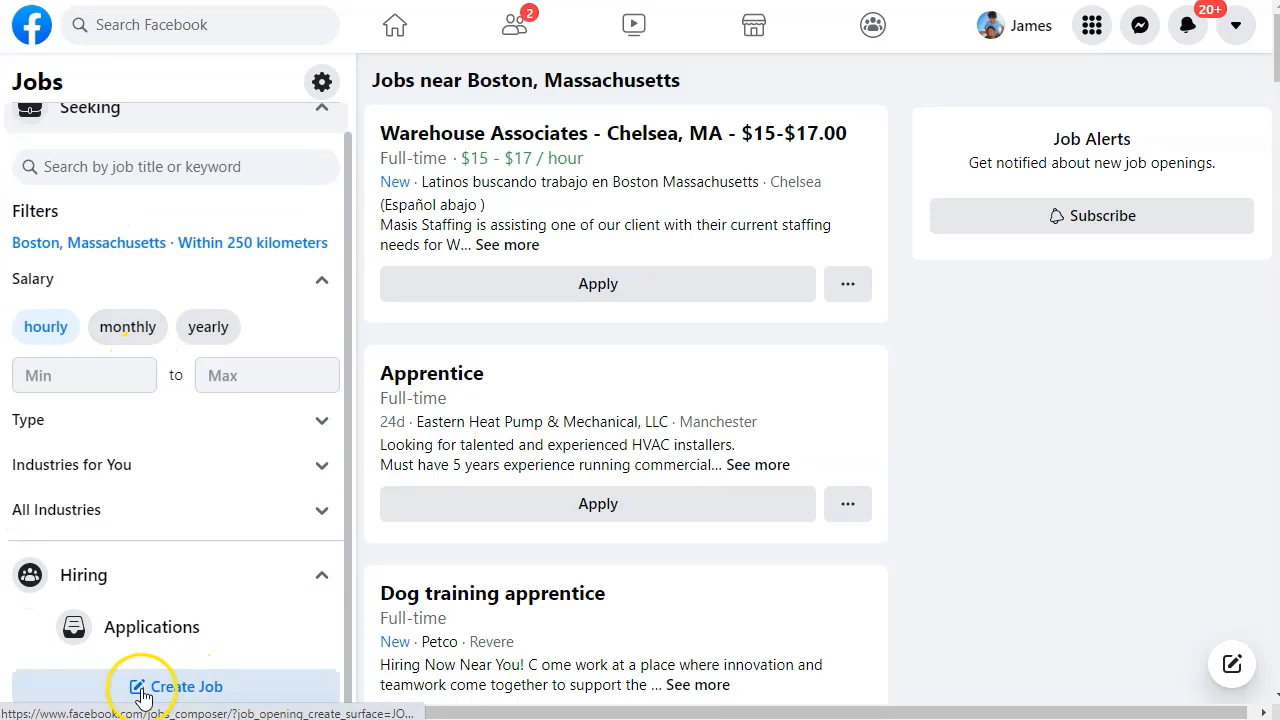 Search Facebook
2
James
20+
Jobs
Seeking
Search by job title or keyword
Filters
Boston, Massachusetts · Within 250 kilometers
Salary
hourly
monthly
yearly
Min
to
Max
Type
Industries for You
All Industries
Hiring
Applications
Create Job
https://www.facebook.com/jobs_composer/?job_opening_create_surface=JO...
Jobs near Boston, Massachusetts
Warehouse Associates - Chelsea, MA - $15-$17.00
Full-time · $15 - $17 / hour
New · Latinos buscando trabajo en Boston Massachusetts · Chelsea
(Español abajo )
Masis Staffing is assisting one of our client with their current staffing
needs for W... See more
Apply
Apprentice
Full-time
24d · Eastern Heat Pump & Mechanical, LLC · Manchester
Looking for talented and experienced HVAC installers.
Must have 5 years experience running commercial... See more
Apply
Dog training apprentice
Full-time
New · Petco · Revere
Hiring Now Near You! C ome work at a place where innovation and
teamwork come together to support the ... See more
Job Alerts
Get notified about new job openings.
Subscribe